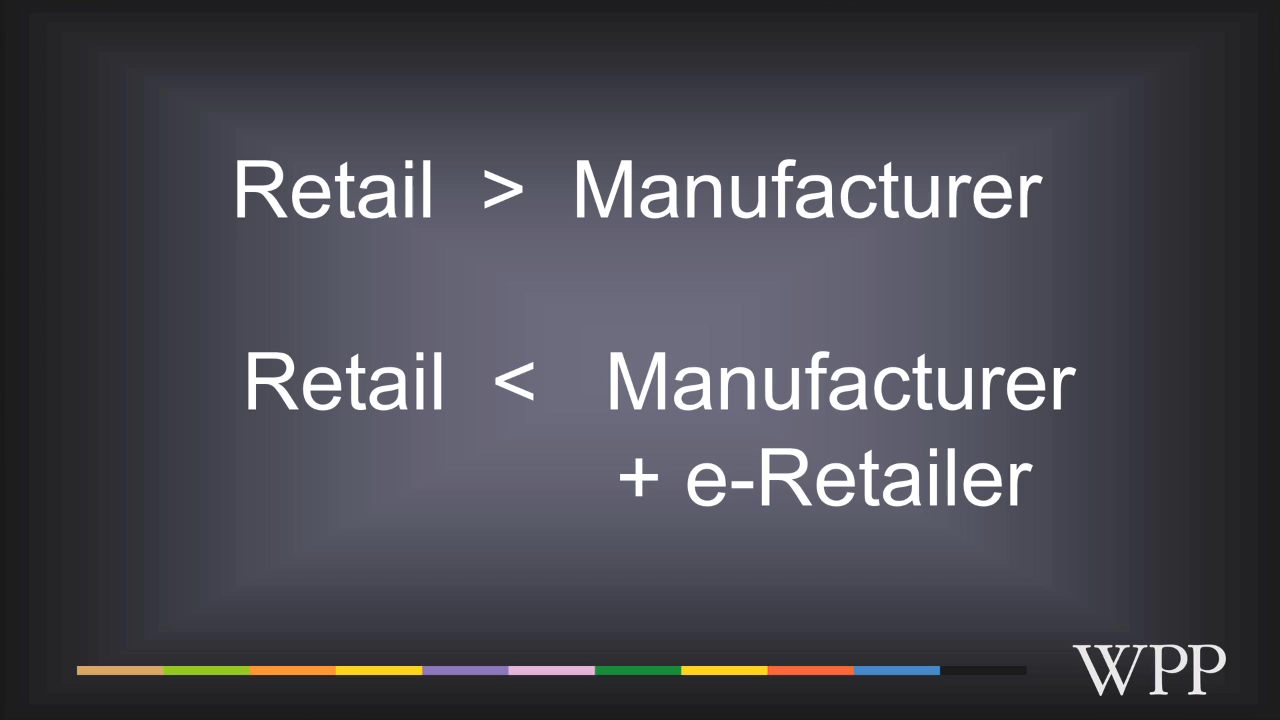 Retail > Manufacturer
Retail < Manufacturer
+ e-Retailer
WPP